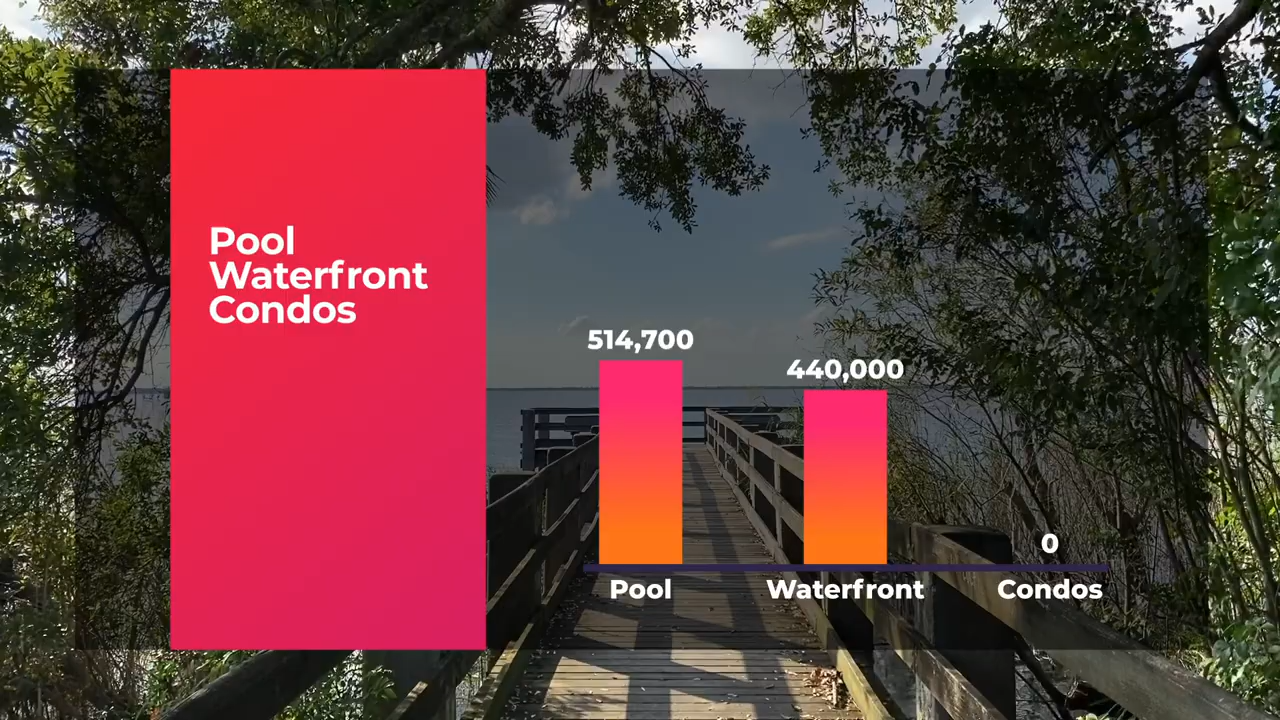 Pool
Waterfront
Condos
514,700
440,000
0
Pool
Waterfront
Condos